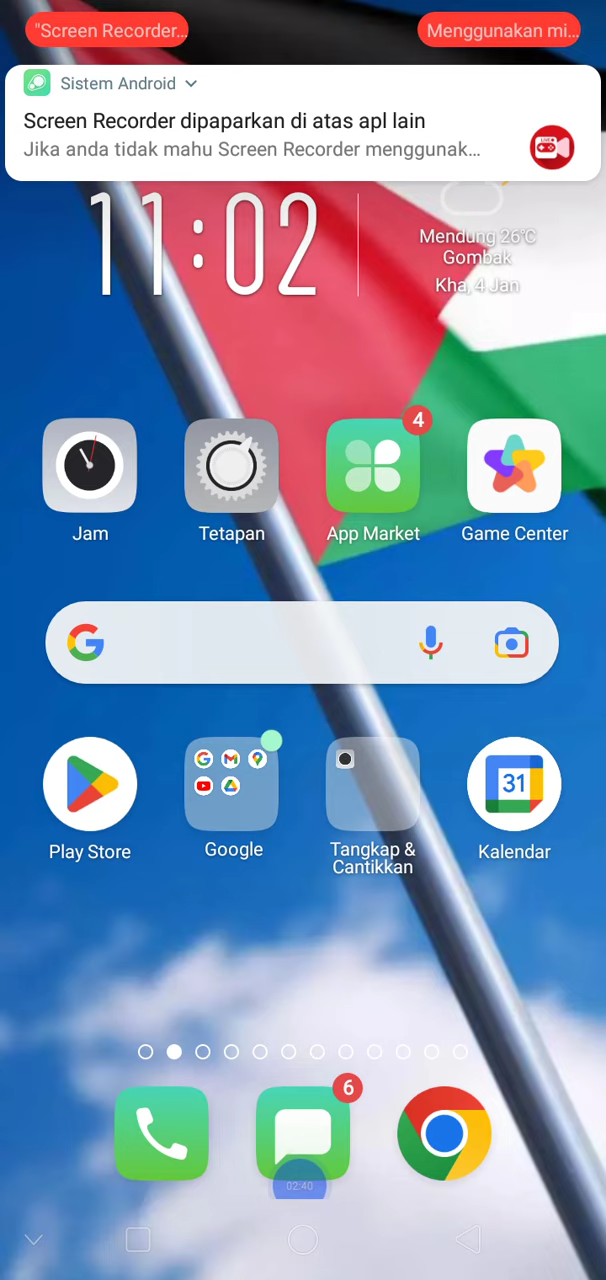 "Screen Recorder...
Menggunakan mi...
Sistem Android
Screen Recorder dipaparkan di atas apl lain
Jika anda tidak mahu Screen Recorder menggunak...
11:02
Mendung 26°C
Gombak
Kha, 4 Jan
4
Jam
Tetapan
App Market
Game Center
Play Store
Google
Tangkap &
Cantikkan
31
Kalendar
6
02:40